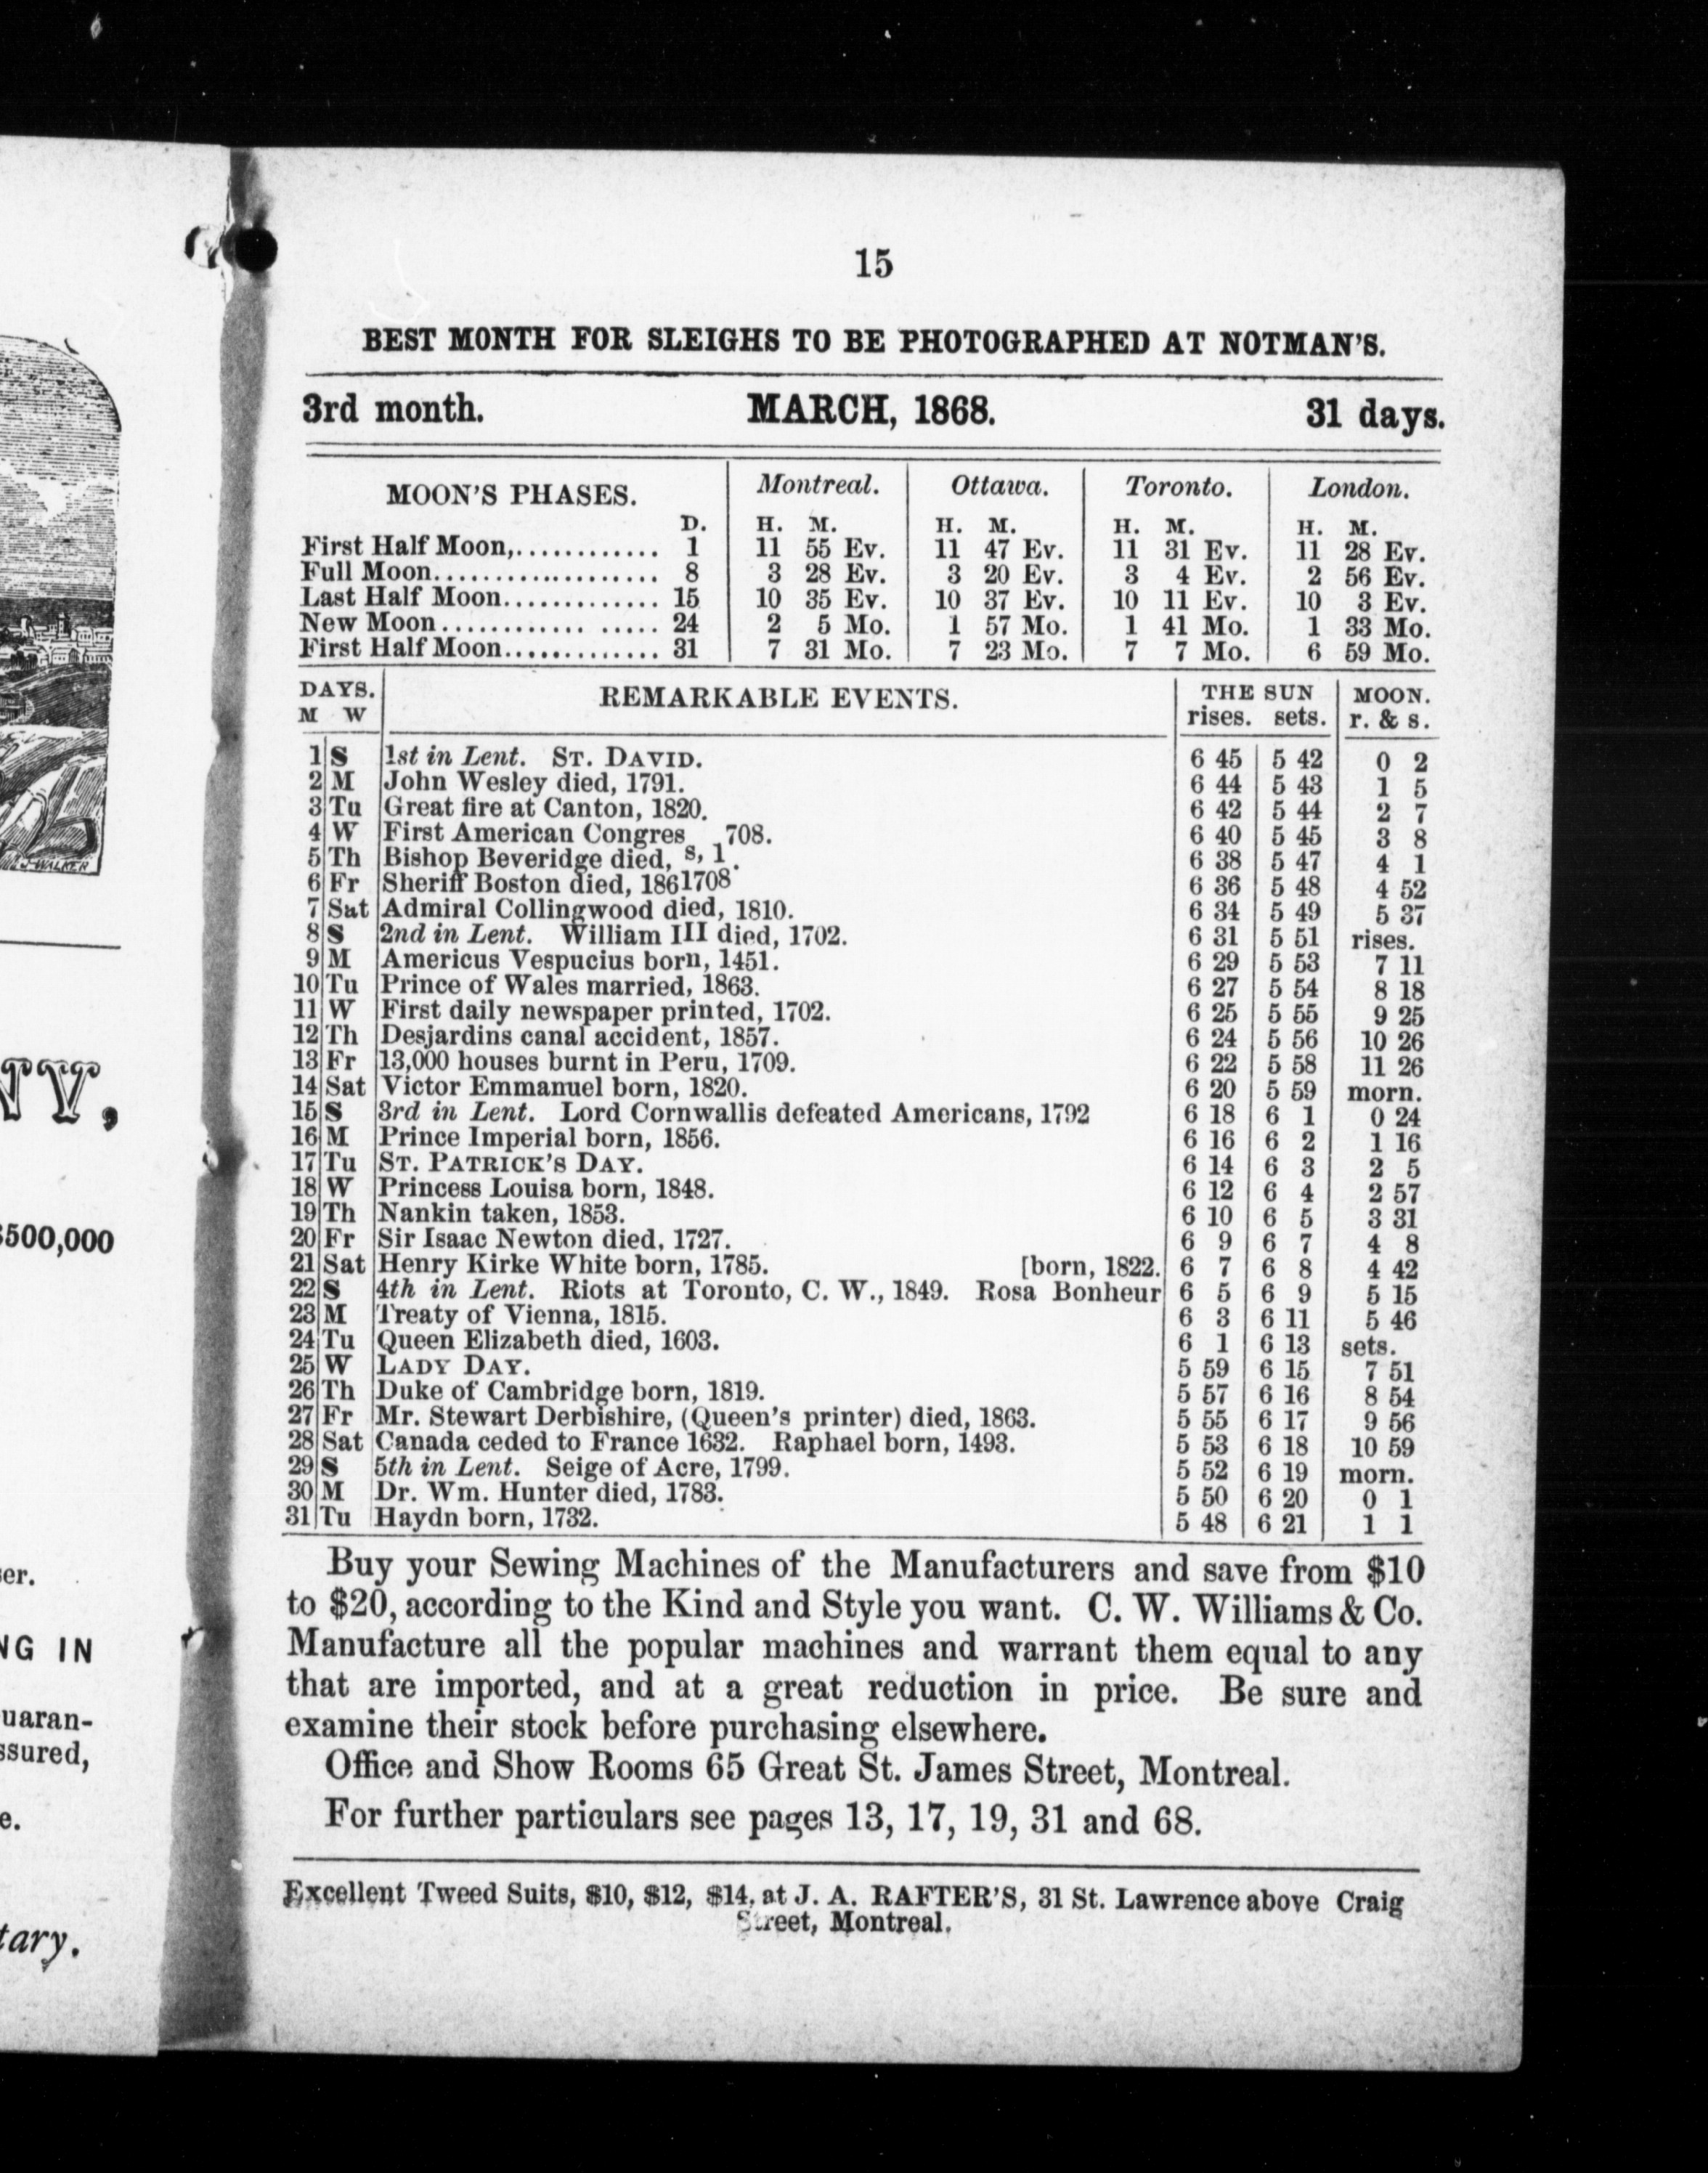 15
BEST MONTH FOR SLEIGHS TO BE PHOTOGRAPHED AT NOTMAN'S.
3rd month. MARCH, 1868. 31 days.
MOON'S PHASES. Montreal. Ottawa. Toronto. London.
D. H. M. H. M. H. M. H. M.
First Half Moon,............ 1 11 55 Ev. 11 47 Ev. 11 31 Ev. 11 28 Ev.
Full Moon................... 8 3 28 Ev. 3 20 Ev. 3 4 Ev. 2 56 Ev.
Last Half Moon............. 15 10 35 Ev. 10 37 Ev. 10 11 Ev. 10 3 Ev.
New Moon............ ..... 24 2 5 Mo. 1 57 Mo. 1 41 Mo. 1 33 Mo.
First Half Moon............. 31 7 31 Mo. 7 23 Mo. 7 7 Mo. 6 59 Mo.
DAYS. REMARKABLE EVENTS. THE SUN MOON.
M W rises. sets. r. & s.
1 S 1st in Lent. ST. DAVID. 6 45 5 42 0 2
2 M John Wesley died, 1791. 6 44 5 43 1 5
3 Tu Great fire at Canton, 1820. 6 42 5 44 2 7
4 W First American Congres 708. 6 40 5 45 3 8
5 Th Bishop Beveridge died, s, 1. 6 38 5 47 4 1
6 Fr Sheriff Boston died, 1861708 6 36 5 48 4 52
7 Sat Admiral Collingwood died, 1810. 6 34 5 49 5 37
8 S 2nd in Lent. William III died, 1702. 6 31 5 51 rises.
9 M Americus Vespucius born, 1451. 6 29 5 53 7 11
10 Tu Prince of Wales married, 1863. 6 27 5 54 8 18
11 W First daily newspaper printed, 1702. 6 25 5 55 9 25
12 Th Desjardins canal accident, 1857. 6 24 5 56 10 26
13 Fr 13,000 houses burnt in Peru, 1709. 6 22 5 58 11 26
14 Sat Victor Emmanuel born, 1820. 6 20 5 59 morn.
15 S 3rd in Lent. Lord Cornwallis defeated Americans, 1792 6 18 6 1 0 24
16 M Prince Imperial born, 1856. 6 16 6 2 1 16
17 Tu ST. PATRICK'S DAY. 6 14 6 3 2 5
18 W Princess Louisa born, 1848. 6 12 6 4 2 57
19 Th Nankin taken, 1853. 6 10 6 5 3 31
20 Fr Sir Isaac Newton died, 1727. 6 9 6 7 4 8
21 Sat Henry Kirke White born, 1785. [born, 1822. 6 7 6 8 4 42
22 S 4th in Lent. Riots at Toronto, C. W., 1849. Rosa Bonheur 6 5 6 9 5 15
23 M Treaty of Vienna, 1815. 6 3 6 11 5 46
24 Tu Queen Elizabeth died, 1603. 6 1 6 13 sets.
25 W LADY DAY. 5 59 6 15 7 51
26 Th Duke of Cambridge born, 1819. 5 57 6 16 8 54
27 Fr Mr. Stewart Derbishire, (Queen's printer) died, 1863. 5 55 6 17 9 56
28 Sat Canada ceded to France 1632. Raphael born, 1493. 5 53 6 18 10 59
29 S 5th in Lent. Seige of Acre, 1799. 5 52 6 19 morn.
30 M Dr. Wm. Hunter died, 1783. 5 50 6 20 0 1
31 Tu Haydn born, 1732. 5 48 6 21 1 1
Buy your Sewing Machines of the Manufacturers and save from $10
to $20, according to the Kind and Style you want. C. W. Williams & Co.
Manufacture all the popular machines and warrant them equal to any
that are imported, and at a great reduction in price. Be sure and
examine their stock before purchasing elsewhere.
Office and Show Rooms 65 Great St. James Street, Montreal.
For further particulars see pages 13, 17, 19, 31 and 68.
Excellent Tweed Suits, $10, $12, $14, at J. A. RAFTER'S, 31 St. Lawrence above Craig
Street, Montreal.
J. WALKER
NY,
$500,000
er.
NG IN
uaran-
ssured,
e.
tary.